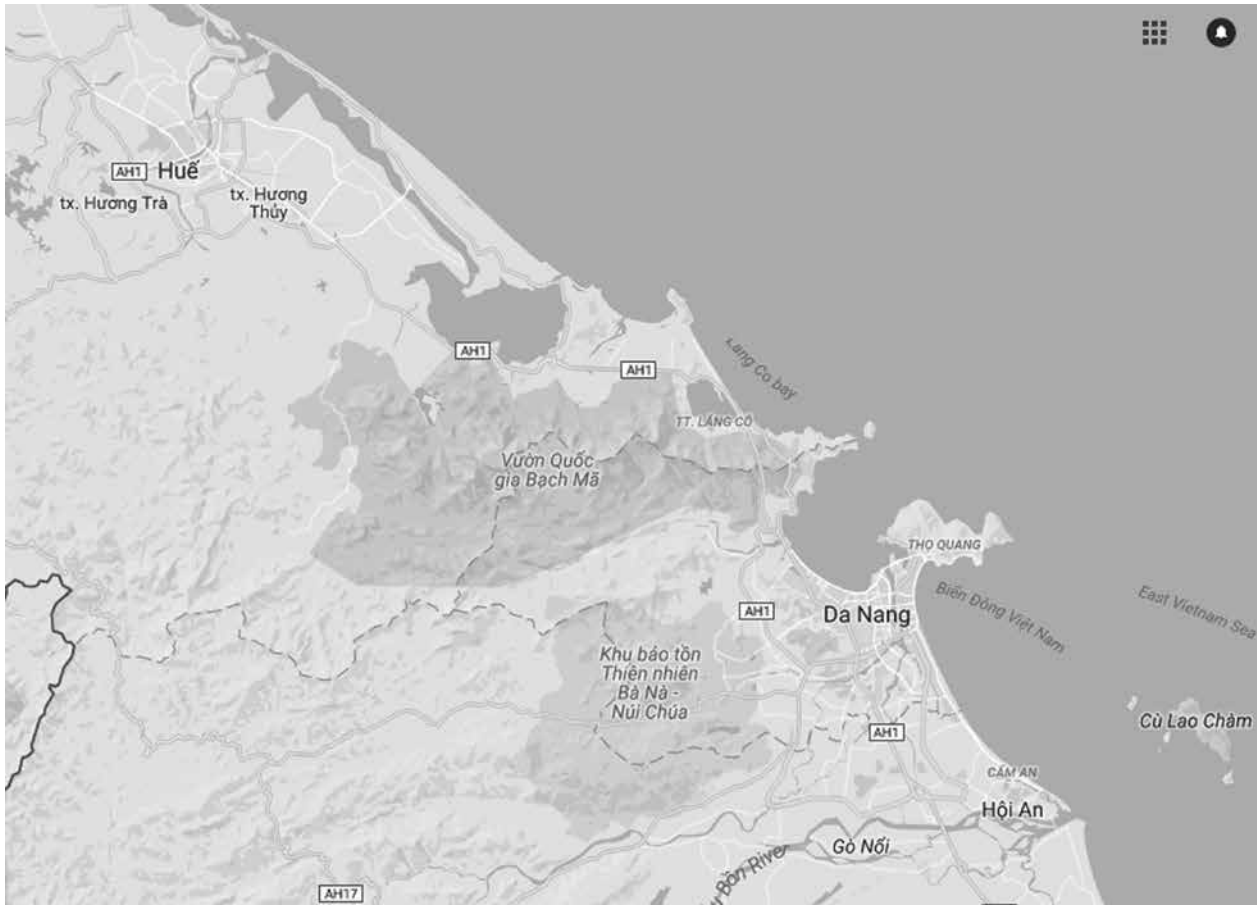 AH1
Huế
tx. Hương Trà
tx. Hương
Thủy
AH1
AH1
Lang Co bay
TT. LĂNG CÔ
Vườn Quốc
gia Bạch Mã
THỌ QUANG
AH1
Da Nang
Biển Đông Việt Nam
East Vietnam Sea
Khu bảo tồn
Thiên nhiên
Bà Nà -
Núi Chúa
Cù Lao Chàm
AH1
CẨM AN
Hội An
Gò Nổi
Bồn River
AH17